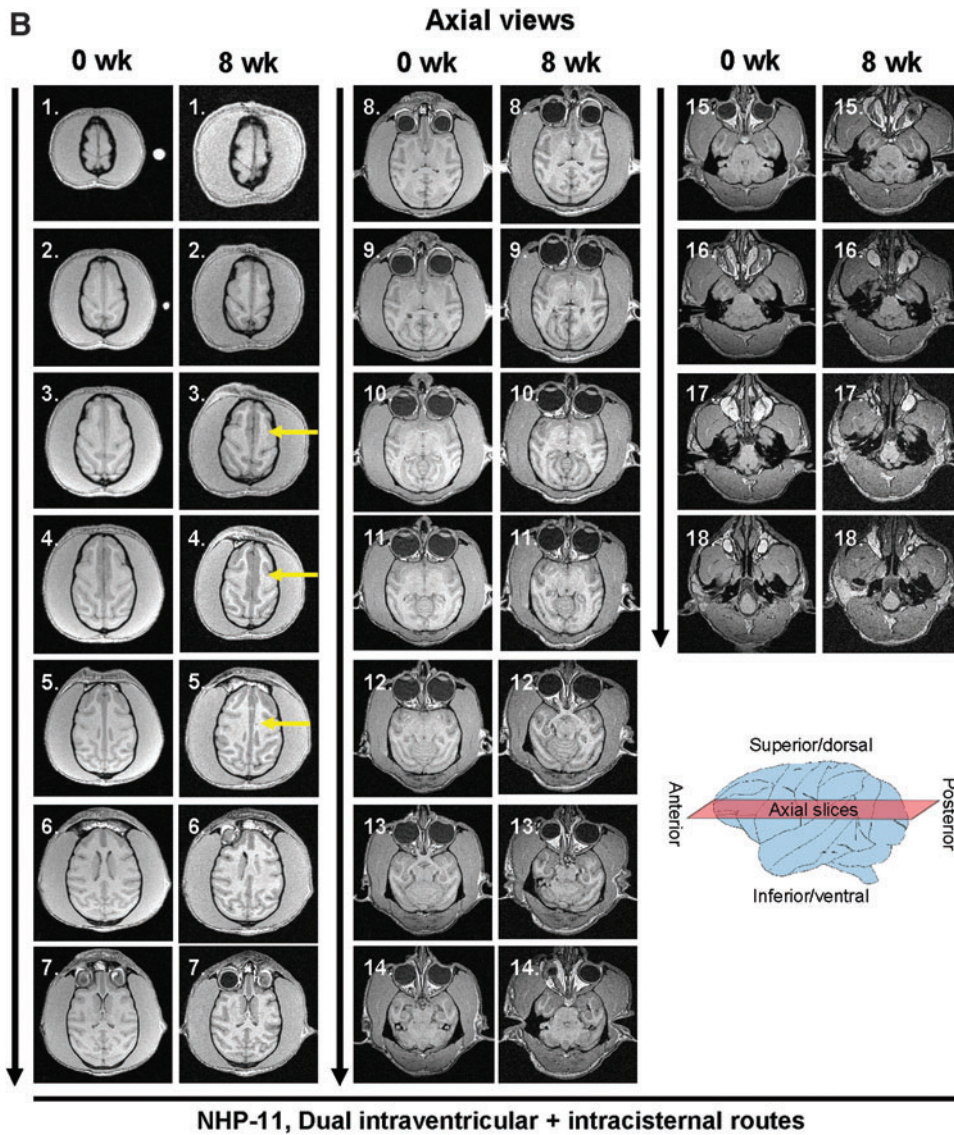 B
Axial views
0 wk 8 wk 0 wk 8 wk 0 wk 8 wk
1. 1. 8. 8. 15. 15.
2. 2. 9. 9. 16. 16.
3. 3. 10. 10. 17. 17.
4. 4. 11. 11. 18. 18.
5. 5. 12. 12.
Superior/dorsal
Anterior
Axial slices
Posterior
Inferior/ventral
6. 6. 13. 13.
7. 7. 14. 14.
NHP-11, Dual intraventricular + intracisternal routes